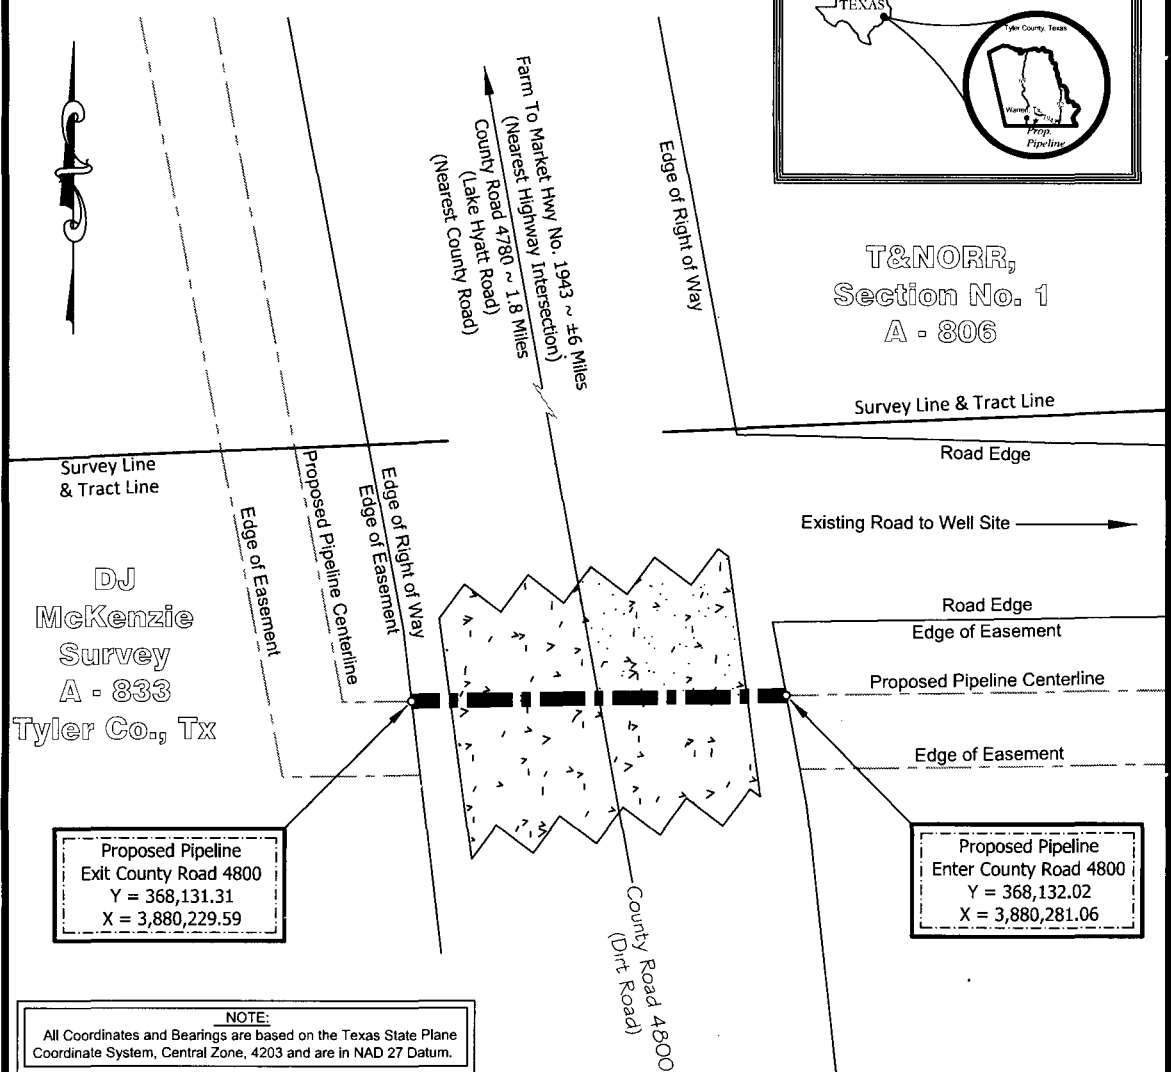 TEXAS
Tyler County, Texas
Warren, Tx
Prop.
Pipeline
Farm To Market Hwy No. 1943 ~ ±6 Miles
(Nearest Highway Intersection)
County Road 4780 ~ 1.8 Miles
(Lake Hyatt Road)
(Nearest County Road)
Edge of Right of Way
T&NORR,
Section No. 1
A - 806
Survey Line & Tract Line
Road Edge
Existing Road to Well Site
Road Edge
Edge of Easement
Proposed Pipeline Centerline
Edge of Easement
Survey Line
& Tract Line
Edge of Easement
Proposed Pipeline Centerline
Edge of Easement
Edge of Right of Way
DJ
McKenzie
Survey
A - 833
Tyler Co., Tx
Proposed Pipeline
Exit County Road 4800
Y = 368,131.31
X = 3,880,229.59
Proposed Pipeline
Enter County Road 4800
Y = 368,132.02
X = 3,880,281.06
County Road 4800
(Dirt Road)
NOTE:
All Coordinates and Bearings are based on the Texas State Plane
Coordinate System, Central Zone, 4203 and are in NAD 27 Datum.